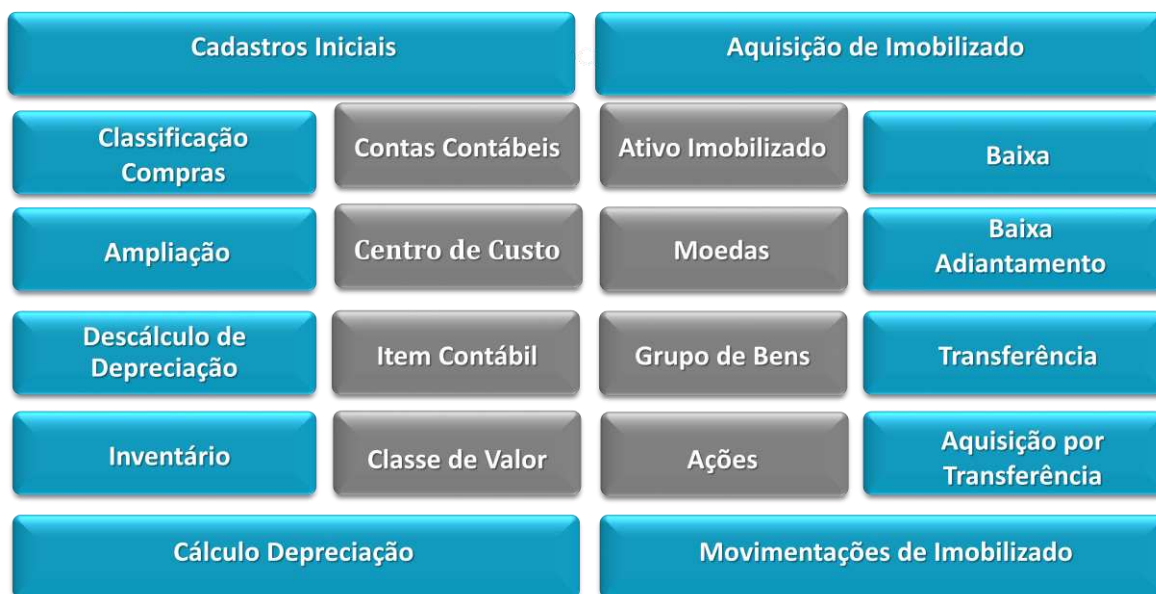 Cadastros Iniciais
Aquisição de Imobilizado
Classificação
Compras
Contas Contábeis
Ativo Imobilizado
Baixa
Ampliação
Centro de Custo
Moedas
Baixa
Adiantamento
Descálculo de
Depreciação
Item Contábil
Grupo de Bens
Transferência
Inventário
Classe de Valor
Ações
Aquisição por
Transferência
Cálculo Depreciação
Movimentações de Imobilizado